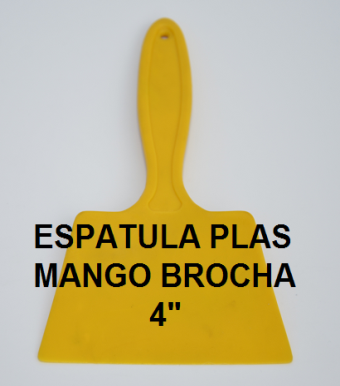 ESPATULA PLAS
MANGO BROCHA
4"